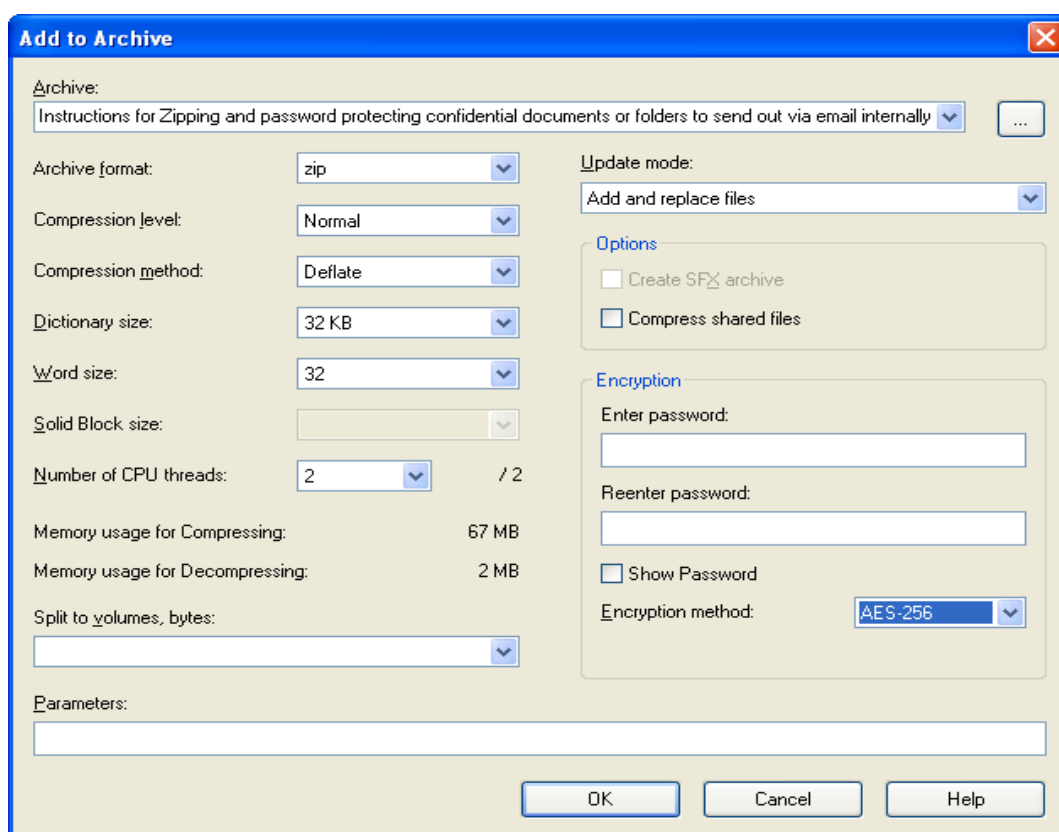 Add to Archive
Archive:
Instructions for Zipping and password protecting confidential documents or folders to send out via email internally
...
Archive format:
zip
Compression level:
Normal
Compression method:
Deflate
Dictionary size:
32 KB
Word size:
32
Solid Block size:
Number of CPU threads:
2
/ 2
Memory usage for Compressing:
67 MB
Memory usage for Decompressing:
2 MB
Split to volumes, bytes:
Update mode:
Add and replace files
Options
Create SFX archive
Compress shared files
Encryption
Enter password:
Reenter password:
Show Password
Encryption method:
AES-256
Parameters:
OK
Cancel
Help